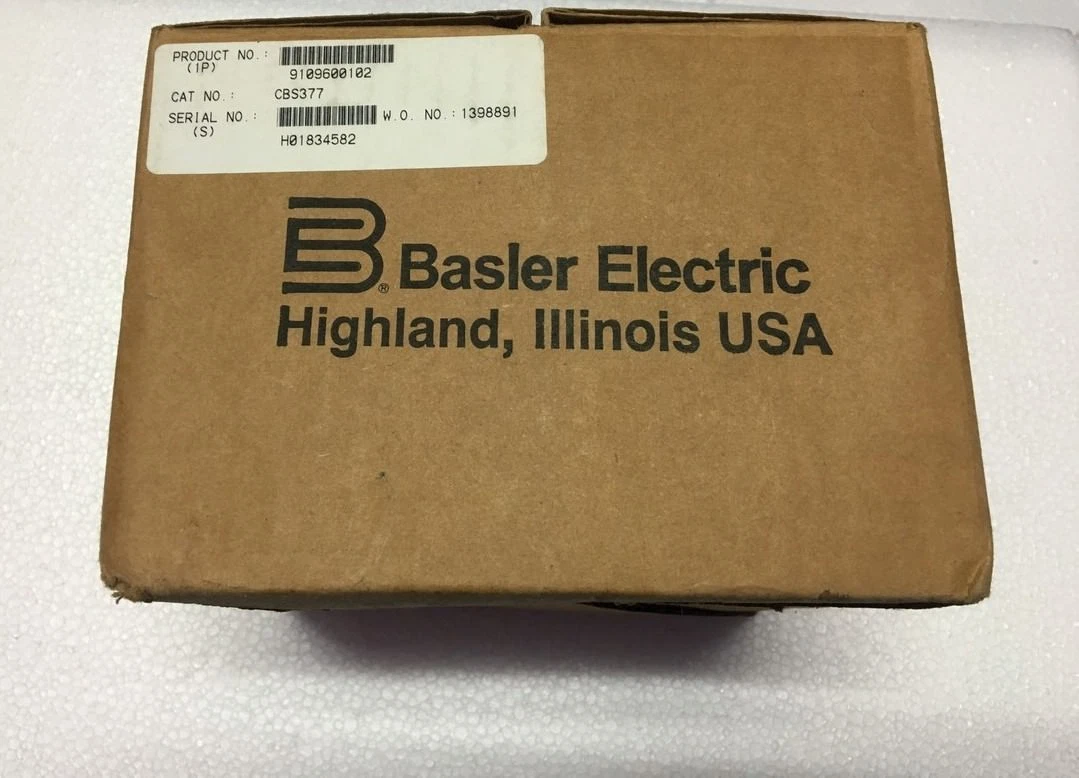 PRODUCT NO.:
(1P)
9109600102
CAT NO.: CBS377
SERIAL NO.: W.O. NO.: 1398891
(S)
H01834582
B®
Basler Electric
Highland, Illinois USA